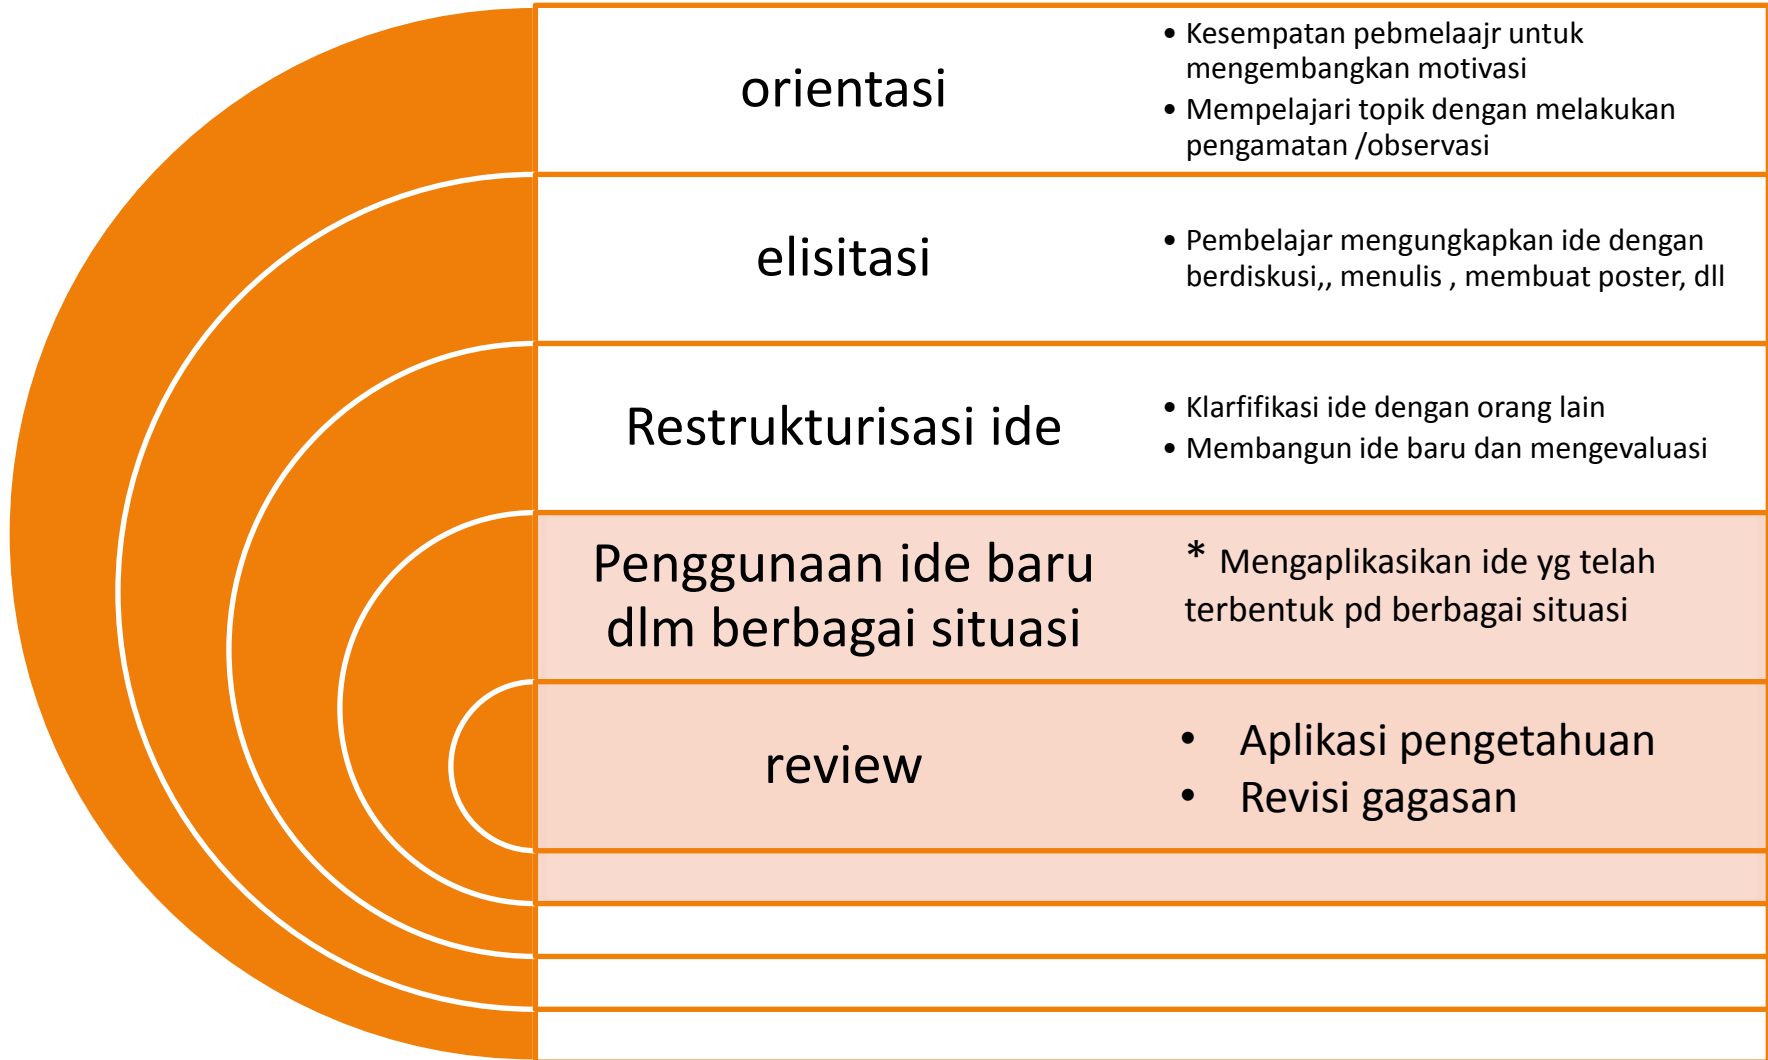 orientasi
• Kesempatan pebmelaajr untuk
mengembangkan motivasi
• Mempelajari topik dengan melakukan
pengamatan /observasi
elisitasi
• Pembelajar mengungkapkan ide dengan
berdiskusi,, menulis , membuat poster, dll
Restrukturisasi ide
• Klarfifikasi ide dengan orang lain
• Membangun ide baru dan mengevaluasi
Penggunaan ide baru
dlm berbagai situasi
* Mengaplikasikan ide yg telah
terbentuk pd berbagai situasi
review
• Aplikasi pengetahuan
• Revisi gagasan